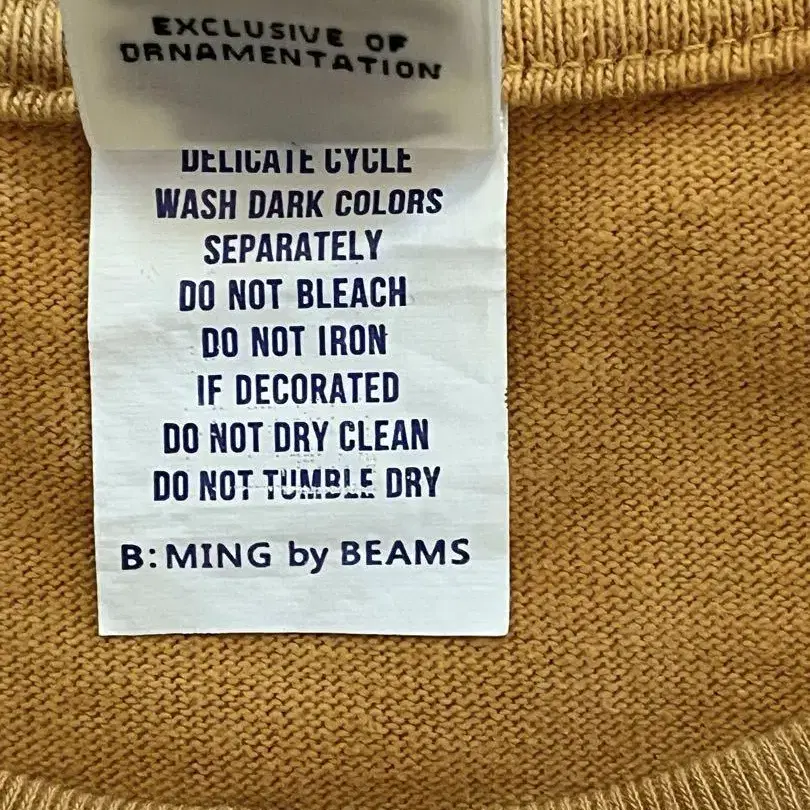 EXCLUSIVE OF
ORNAMENTATION
DELICATE CYCLE
WASH DARK COLORS
SEPARATELY
DO NOT BLEACH
DO NOT IRON
IF DECORATED
DO NOT DRY CLEAN
DO NOT TUMBLE DRY
B:MING by BEAMS